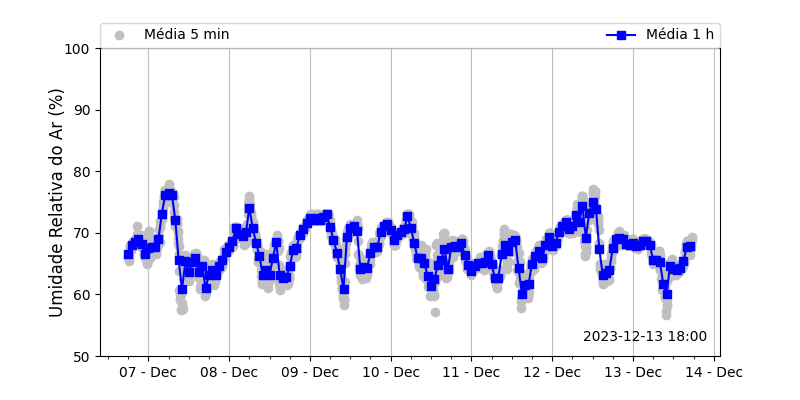 Média 5 min
Média 1 h
Umidade Relativa do Ar (%)
100
90
80
70
60
50
2023-12-13 18:00
07 - Dec
08 - Dec
09 - Dec
10 - Dec
11 - Dec
12 - Dec
13 - Dec
14 - Dec